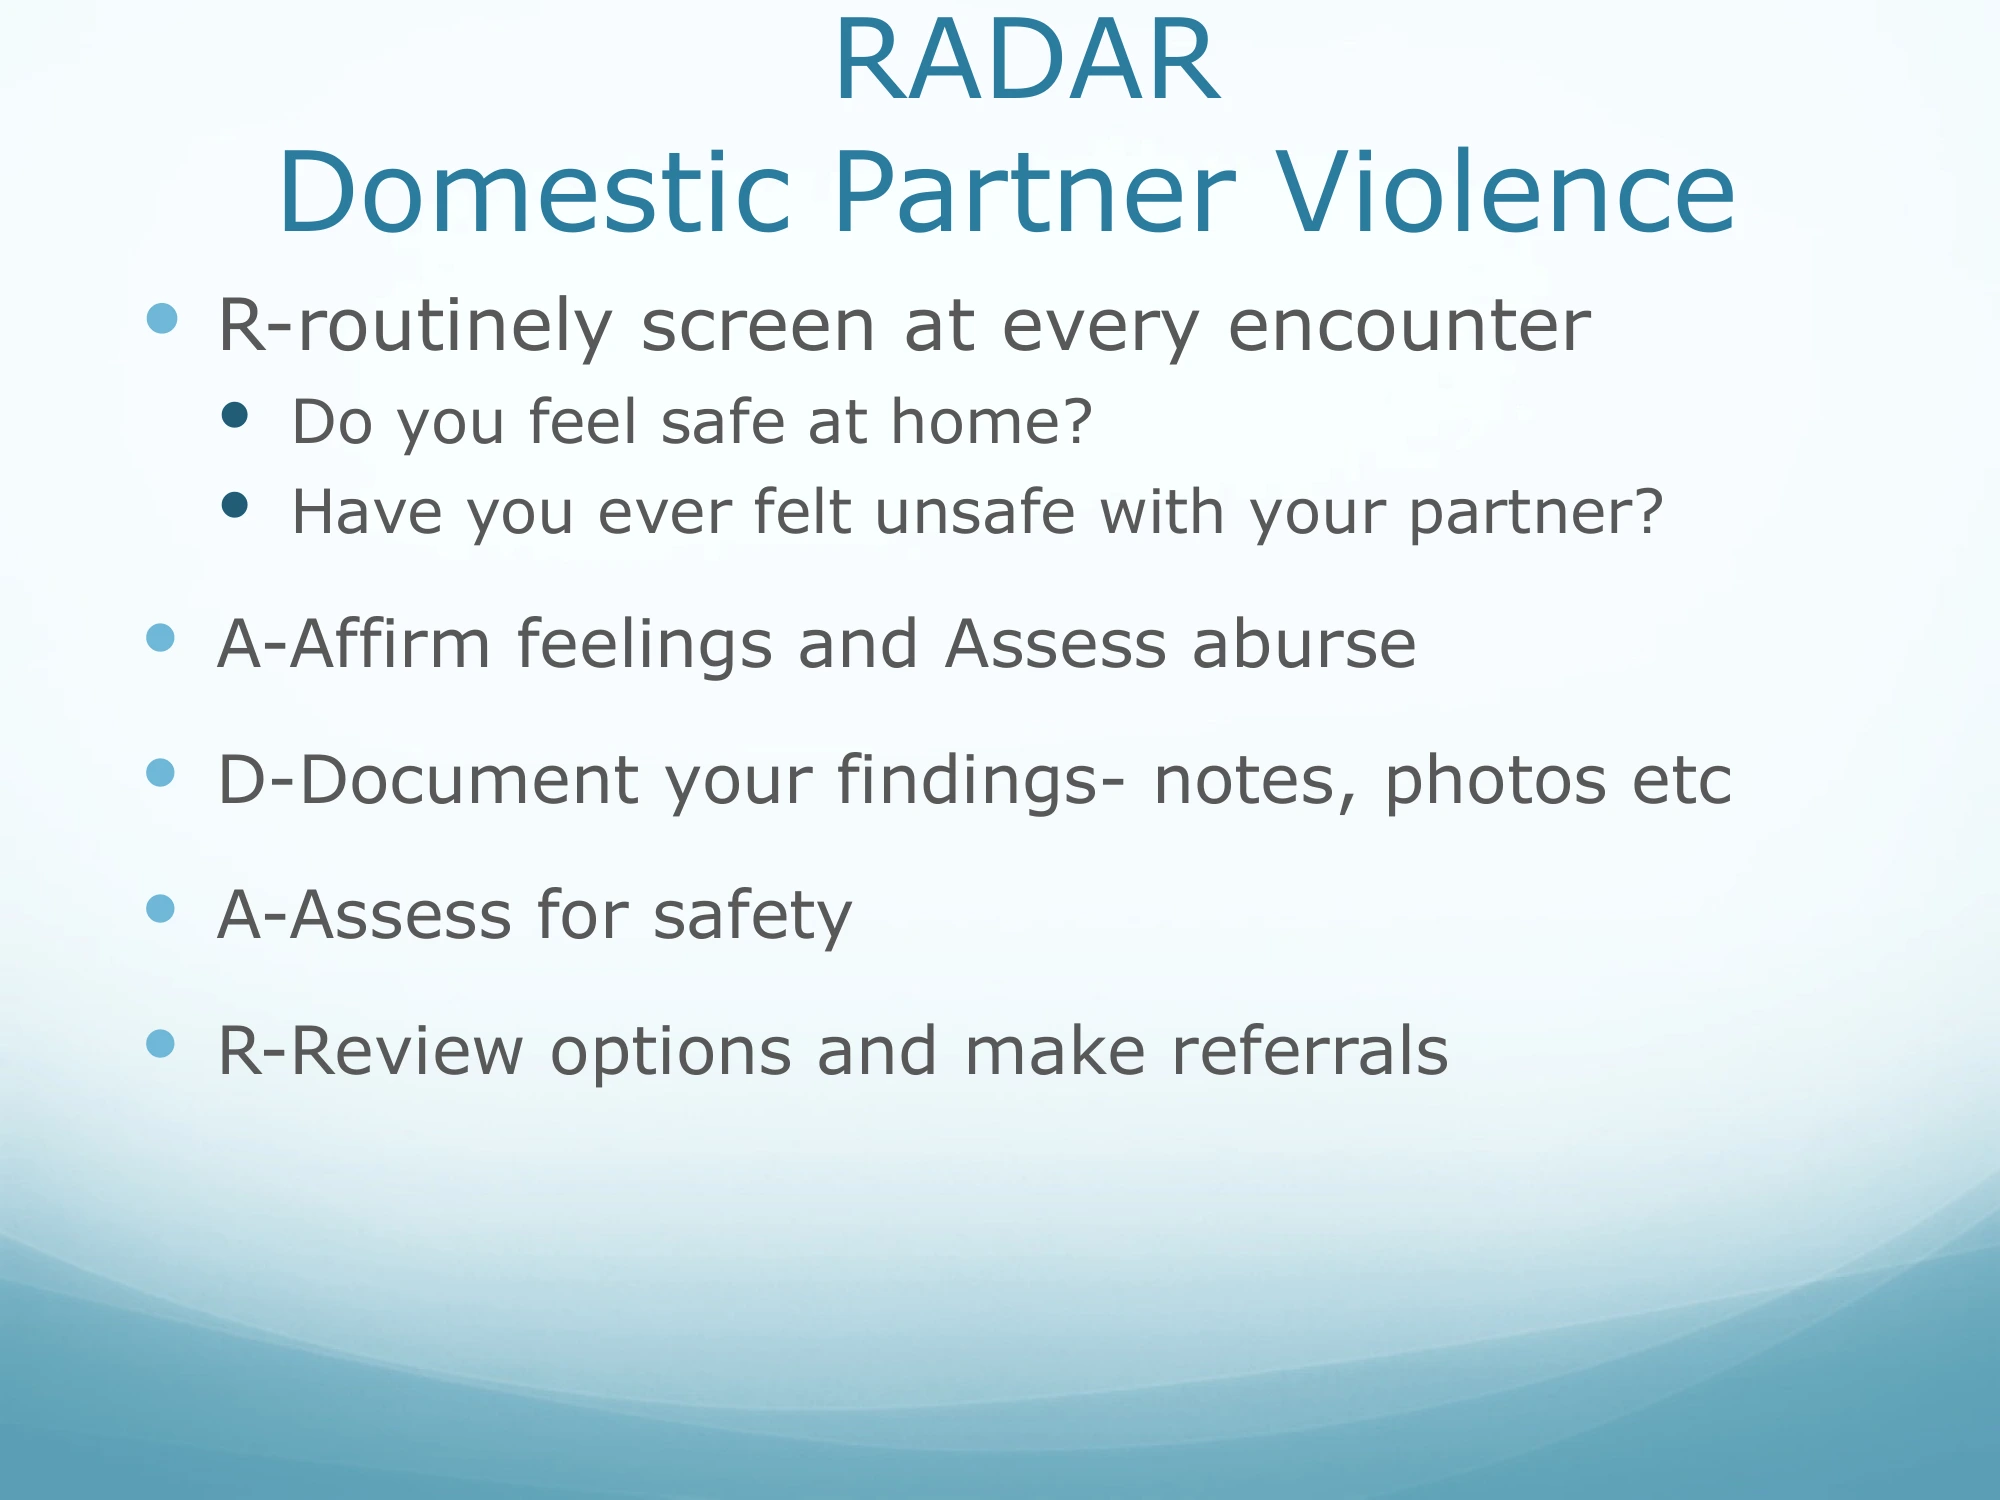 RADAR
Domestic Partner Violence
• R-routinely screen at every encounter
• Do you feel safe at home?
• Have you ever felt unsafe with your partner?
• A-Affirm feelings and Assess aburse
• D-Document your findings- notes, photos etc
• A-Assess for safety
• R-Review options and make referrals